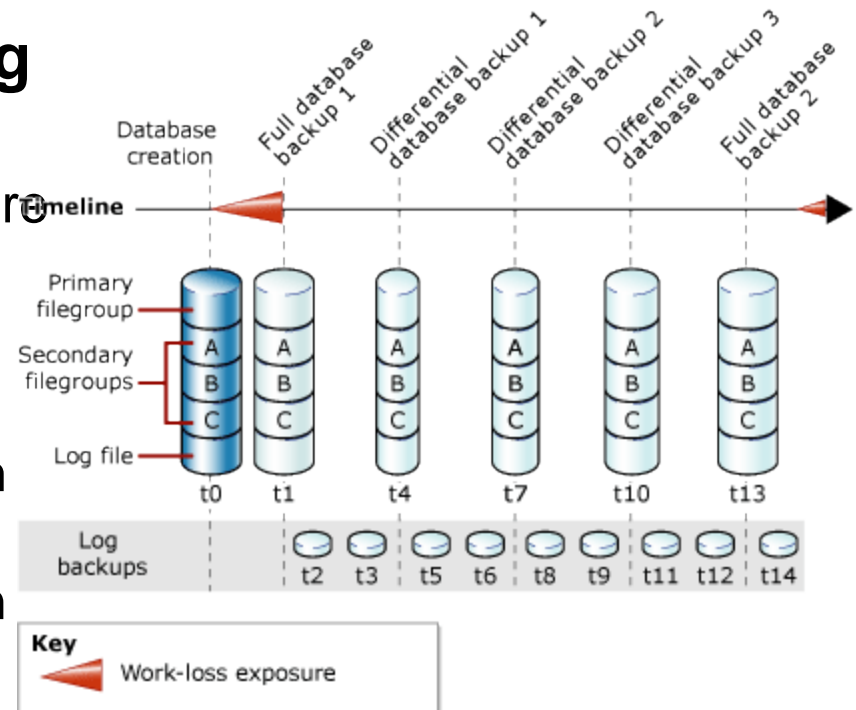 g
Database
creation
Full database
backup 1
Differential
database backup 1
Differential
database backup 2
Differential
database backup 3
Full database
backup 2
re
Timeline
Primary
filegroup
Secondary
filegroups
Log file
A
B
C
A
B
C
A
B
C
A
B
C
A
B
C
A
B
C
n
t0 t1 t4 t7 t10 t13
Log
backups
t2 t3 t5 t6 t8 t9 t11 t12 t14
n
Key
Work-loss exposure